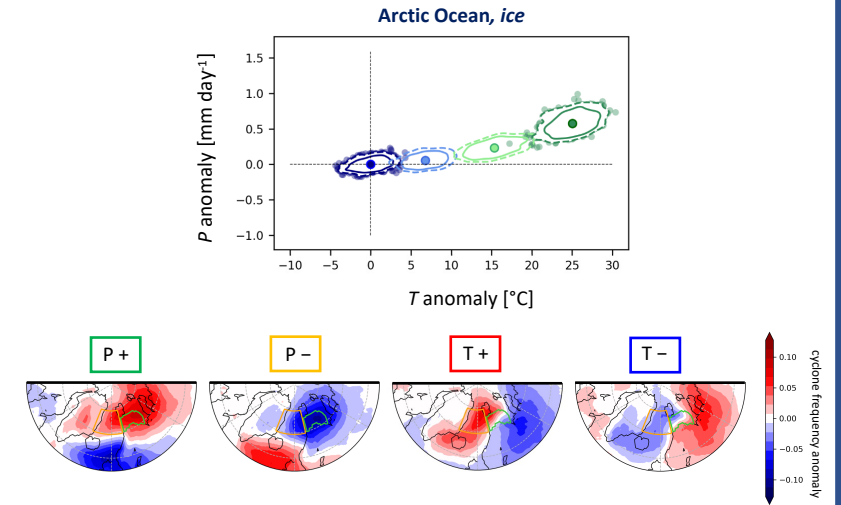 Arctic Ocean, ice
P anomaly [mm day-1]
1.5
1.0
0.5
0.0
−0.5
−1.0
−10 −5 0 5 10 15 20 25 30
T anomaly [°C]
P +
P −
T +
T −
0.10
0.05
0.00
−0.05
−0.10
cyclone frequency anomaly